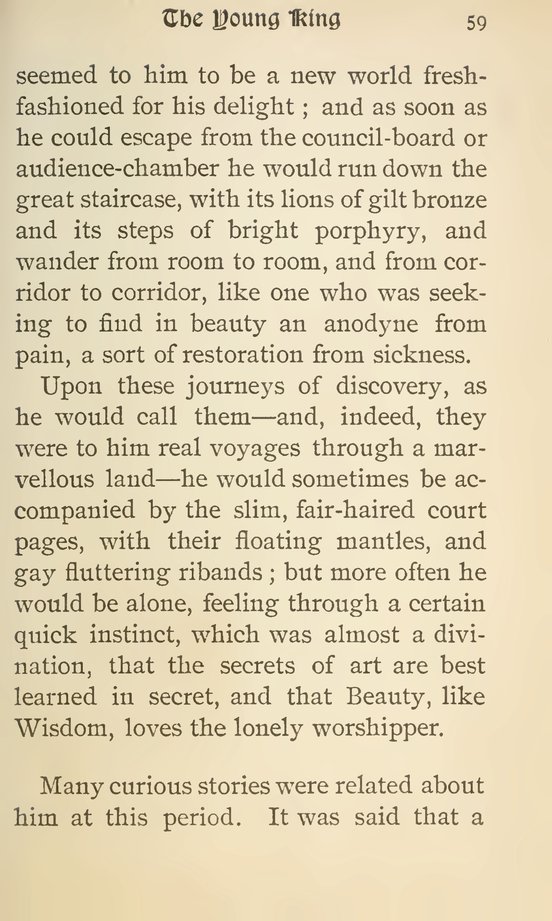 The Young King 59
seemed to him to be a new world fresh-
fashioned for his delight ; and as soon as
he could escape from the council-board or
audience-chamber he would run down the
great staircase, with its lions of gilt bronze
and its steps of bright porphyry, and
wander from room to room, and from cor-
ridor to corridor, like one who was seek-
ing to find in beauty an anodyne from
pain, a sort of restoration from sickness.
Upon these journeys of discovery, as
he would call them—and, indeed, they
were to him real voyages through a mar-
vellous land—he would sometimes be ac-
companied by the slim, fair-haired court
pages, with their floating mantles, and
gay fluttering ribands ; but more often he
would be alone, feeling through a certain
quick instinct, which was almost a divi-
nation, that the secrets of art are best
learned in secret, and that Beauty, like
Wisdom, loves the lonely worshipper.
Many curious stories were related about
him at this period. It was said that a